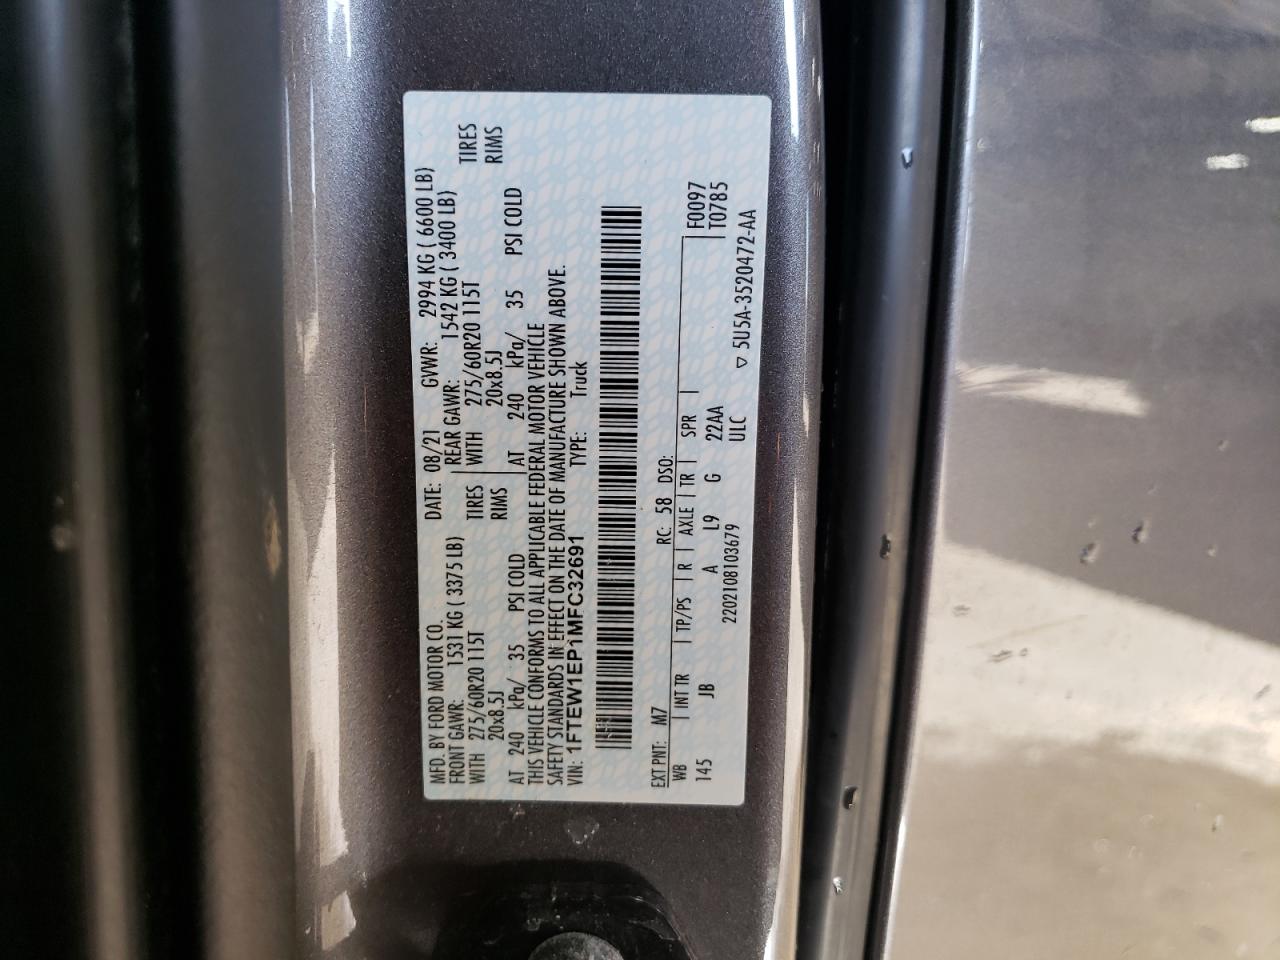 MFD. BY FORD MOTOR CO. DATE: 08/21 GVWR: 2994 KG ( 6600 LB)
FRONT GAWR: 1531 KG ( 3375 LB) REAR GAWR: 1542 KG ( 3400 LB)
WITH 275/60R20 115T TIRES WITH 275/60R20 115T TIRES
20x8.5J RIMS 20x8.5J RIMS
AT 240 kPa/ 35 PSI COLD AT 240 kPa/ 35 PSI COLD
THIS VEHICLE CONFORMS TO ALL APPLICABLE FEDERAL MOTOR VEHICLE
SAFETY STANDARDS IN EFFECT ON THE DATE OF MANUFACTURE SHOWN ABOVE.
VIN: 1FTEW1EP1MFC32691 TYPE: Truck
EXT PNT: M7 RC: 58 DSO:
WB INT TR TP/PS R AXLE TR SPR F0097
145 JB A L9 G 22AA T0785
2202108103679 ULC ▽ 5U5A-3520472-AA